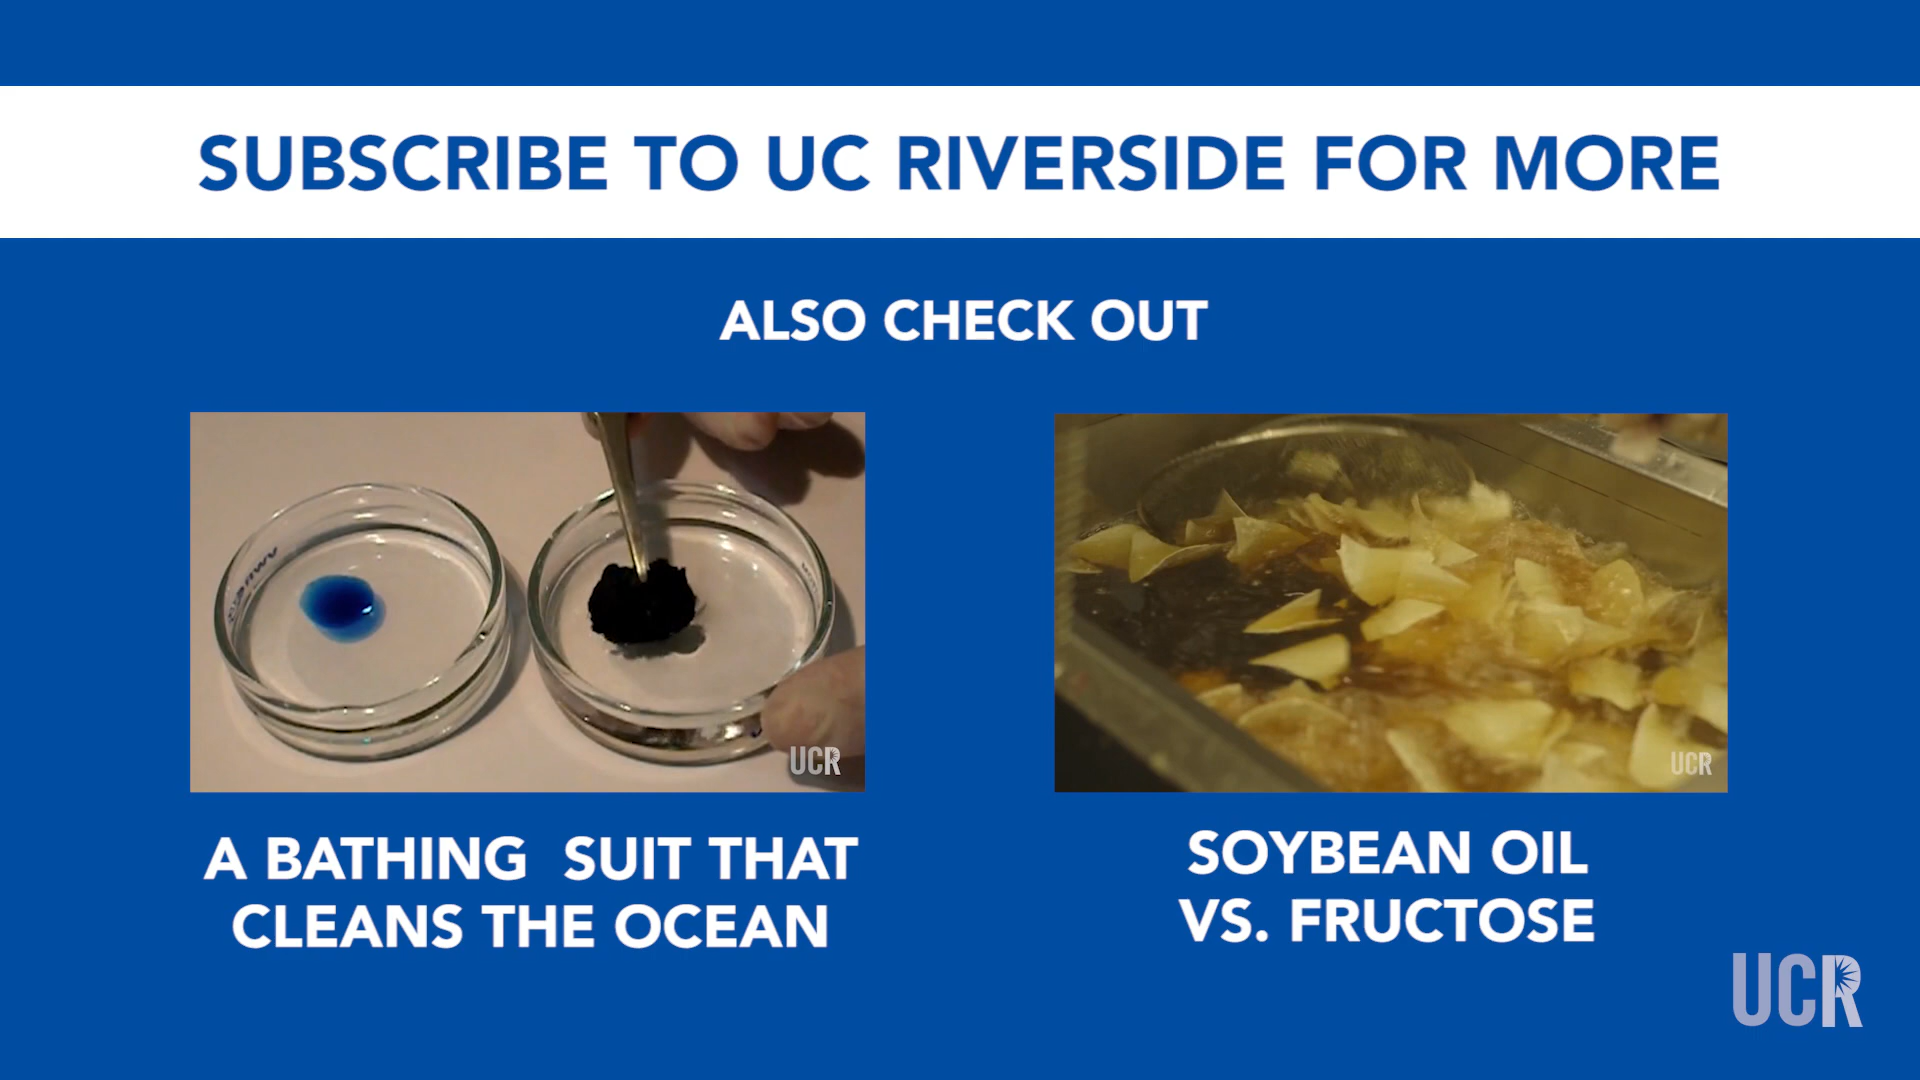 SUBSCRIBE TO UC RIVERSIDE FOR MORE
ALSO CHECK OUT
UCR
UCR
A BATHING  SUIT THAT
CLEANS THE OCEAN
SOYBEAN OIL
VS. FRUCTOSE
UCR